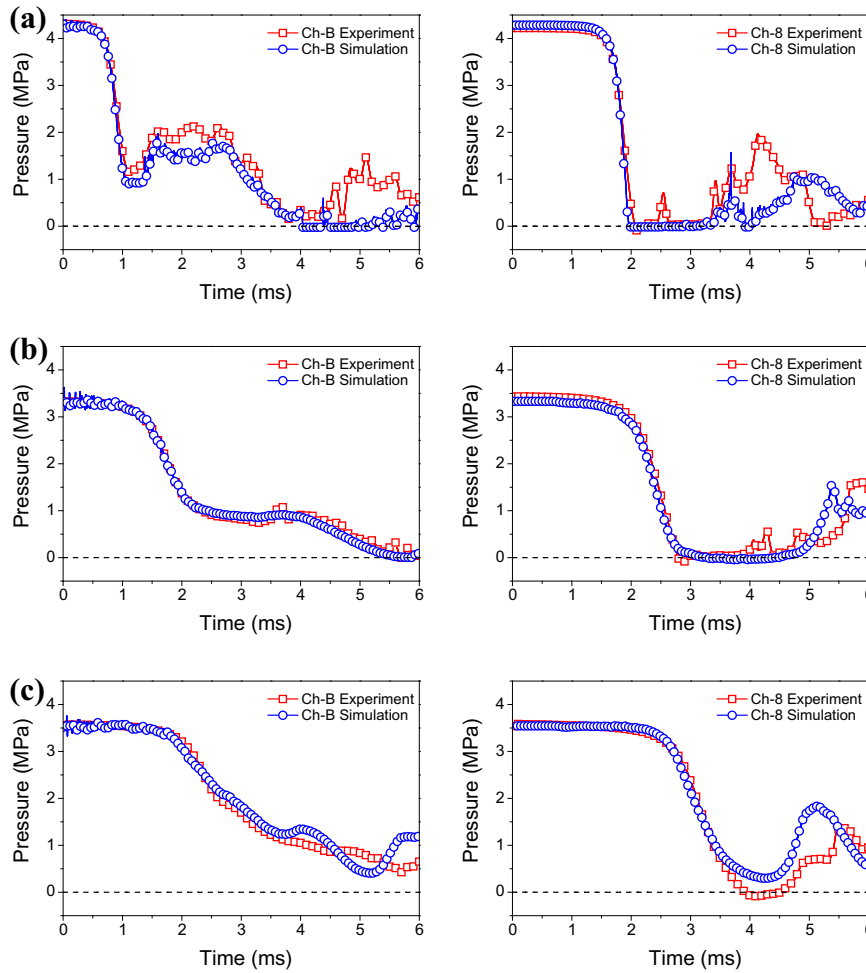 (a)
Pressure (MPa)
4
3
2
1
0
Ch-B Experiment
Ch-B Simulation
0 1 2 3 4 5 6
Time (ms)
Pressure (MPa)
4
3
2
1
0
Ch-8 Experiment
Ch-8 Simulation
0 1 2 3 4 5 6
Time (ms)
(b)
Pressure (MPa)
4
3
2
1
0
Ch-B Experiment
Ch-B Simulation
0 1 2 3 4 5 6
Time (ms)
Pressure (MPa)
4
3
2
1
0
Ch-8 Experiment
Ch-8 Simulation
0 1 2 3 4 5 6
Time (ms)
(c)
Pressure (MPa)
4
3
2
1
0
Ch-B Experiment
Ch-B Simulation
0 1 2 3 4 5 6
Time (ms)
Pressure (MPa)
4
3
2
1
0
Ch-8 Experiment
Ch-8 Simulation
0 1 2 3 4 5 6
Time (ms)